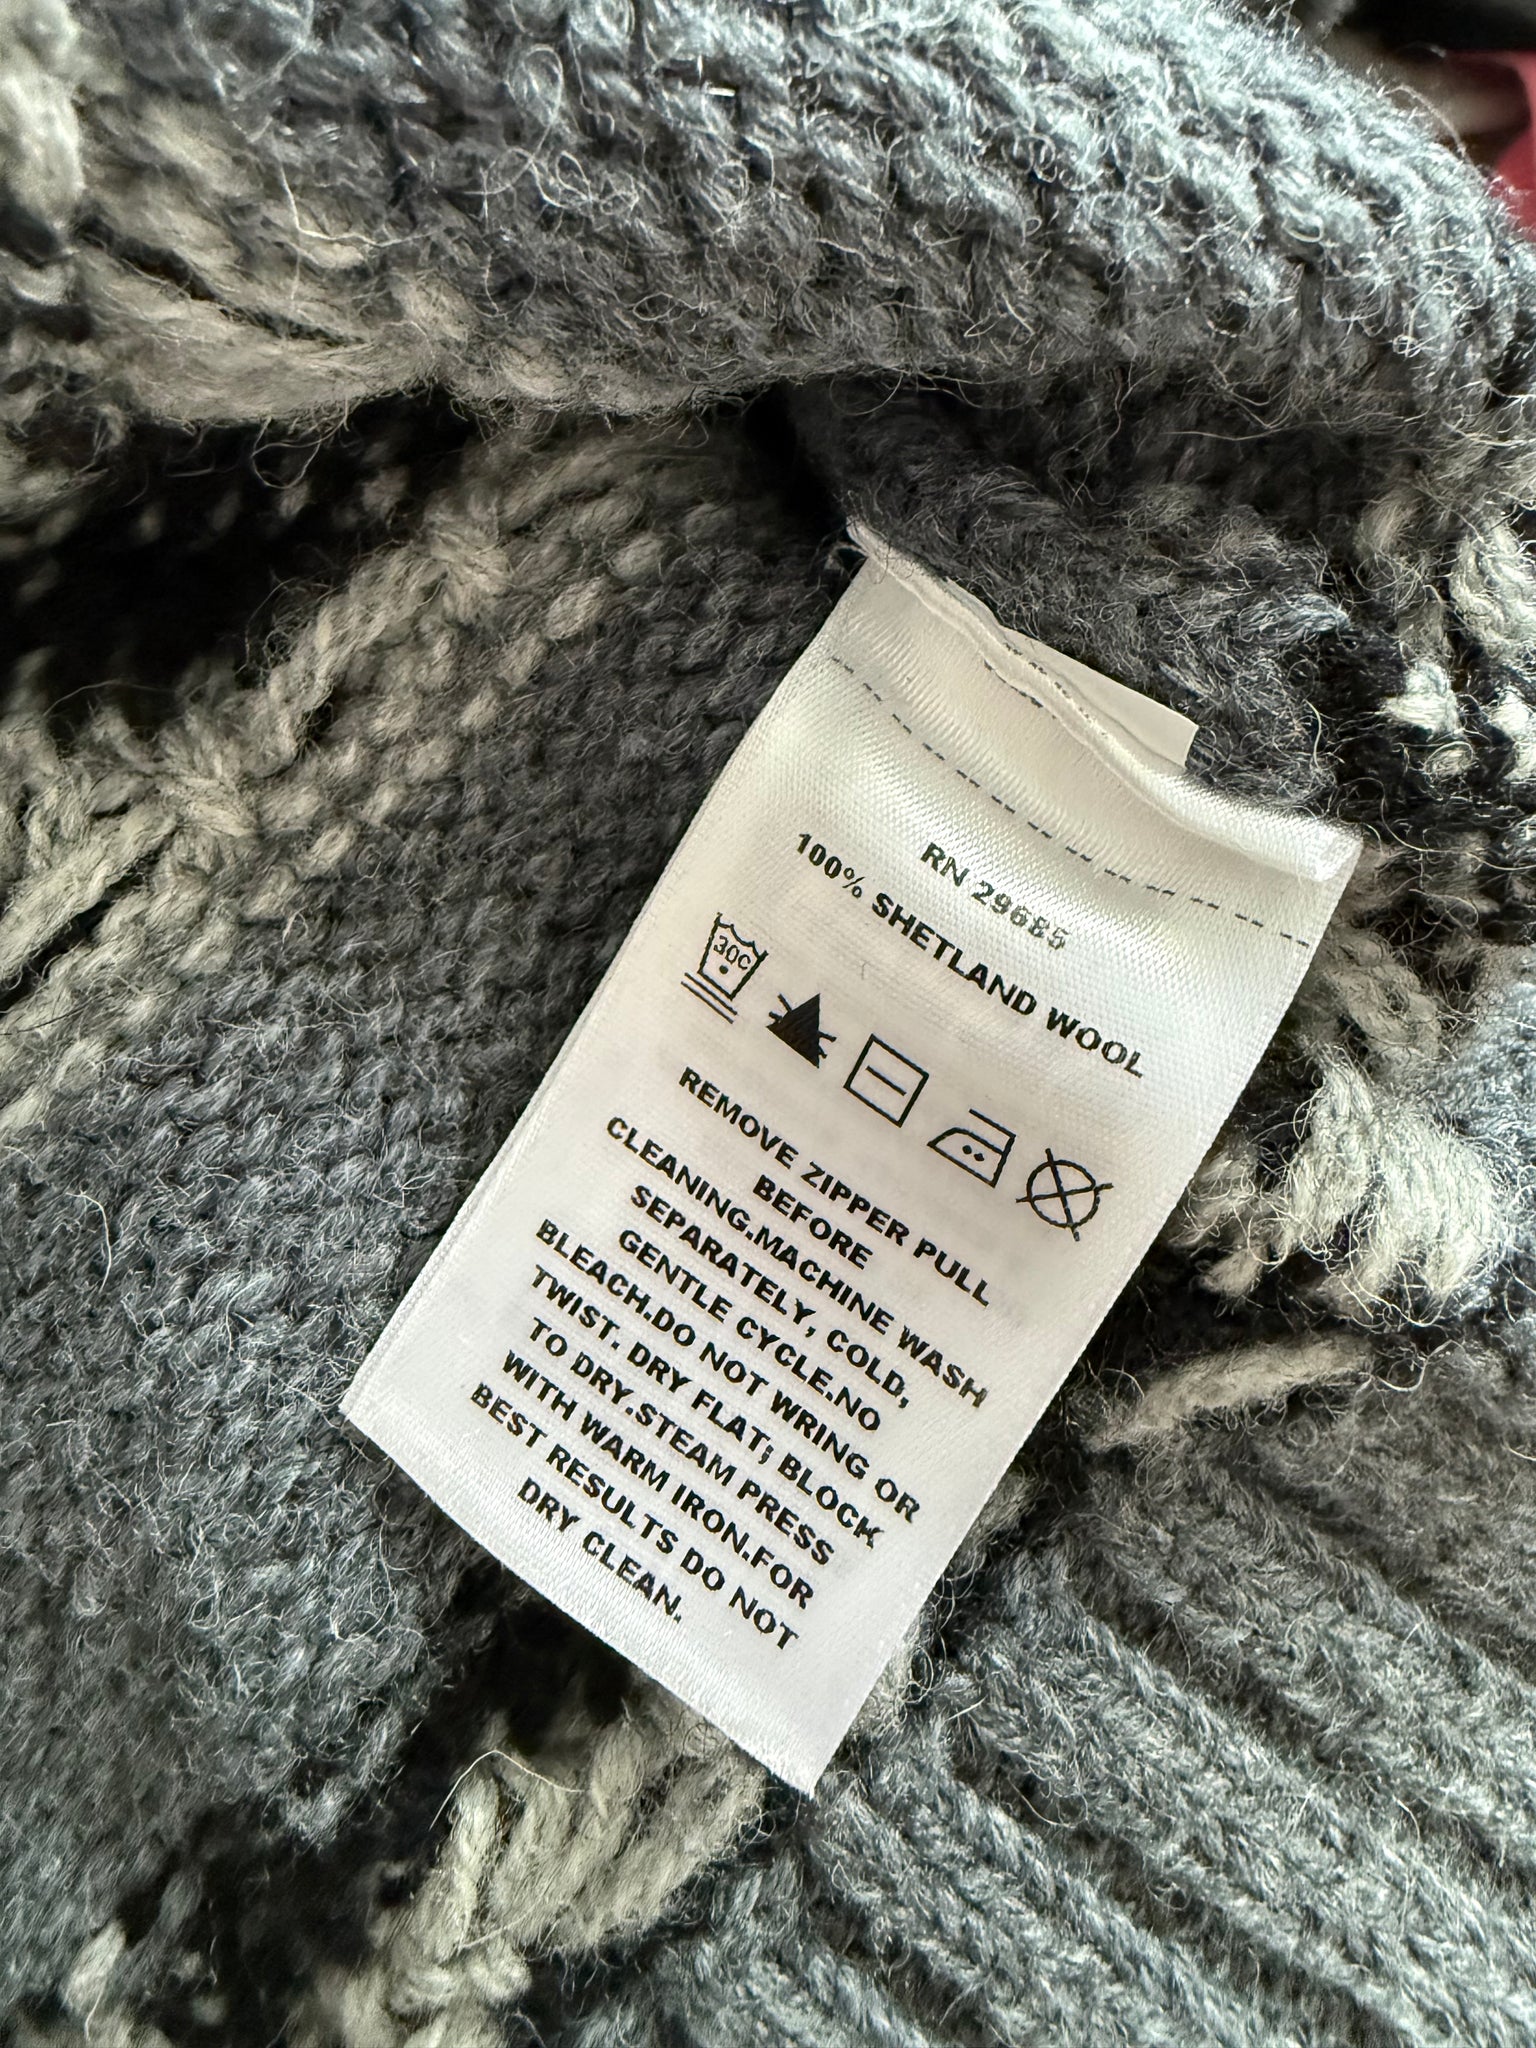 RN 29685
100% SHETLAND WOOL
30C
REMOVE ZIPPER PULL
BEFORE
CLEANING.MACHINE WASH
SEPARATELY, COLD,
GENTLE CYCLE.NO
BLEACH.DO NOT WRING OR
TWIST. DRY FLAT; BLOCK
TO DRY.STEAM PRESS
WITH WARM IRON.FOR
BEST RESULTS DO NOT
DRY CLEAN.